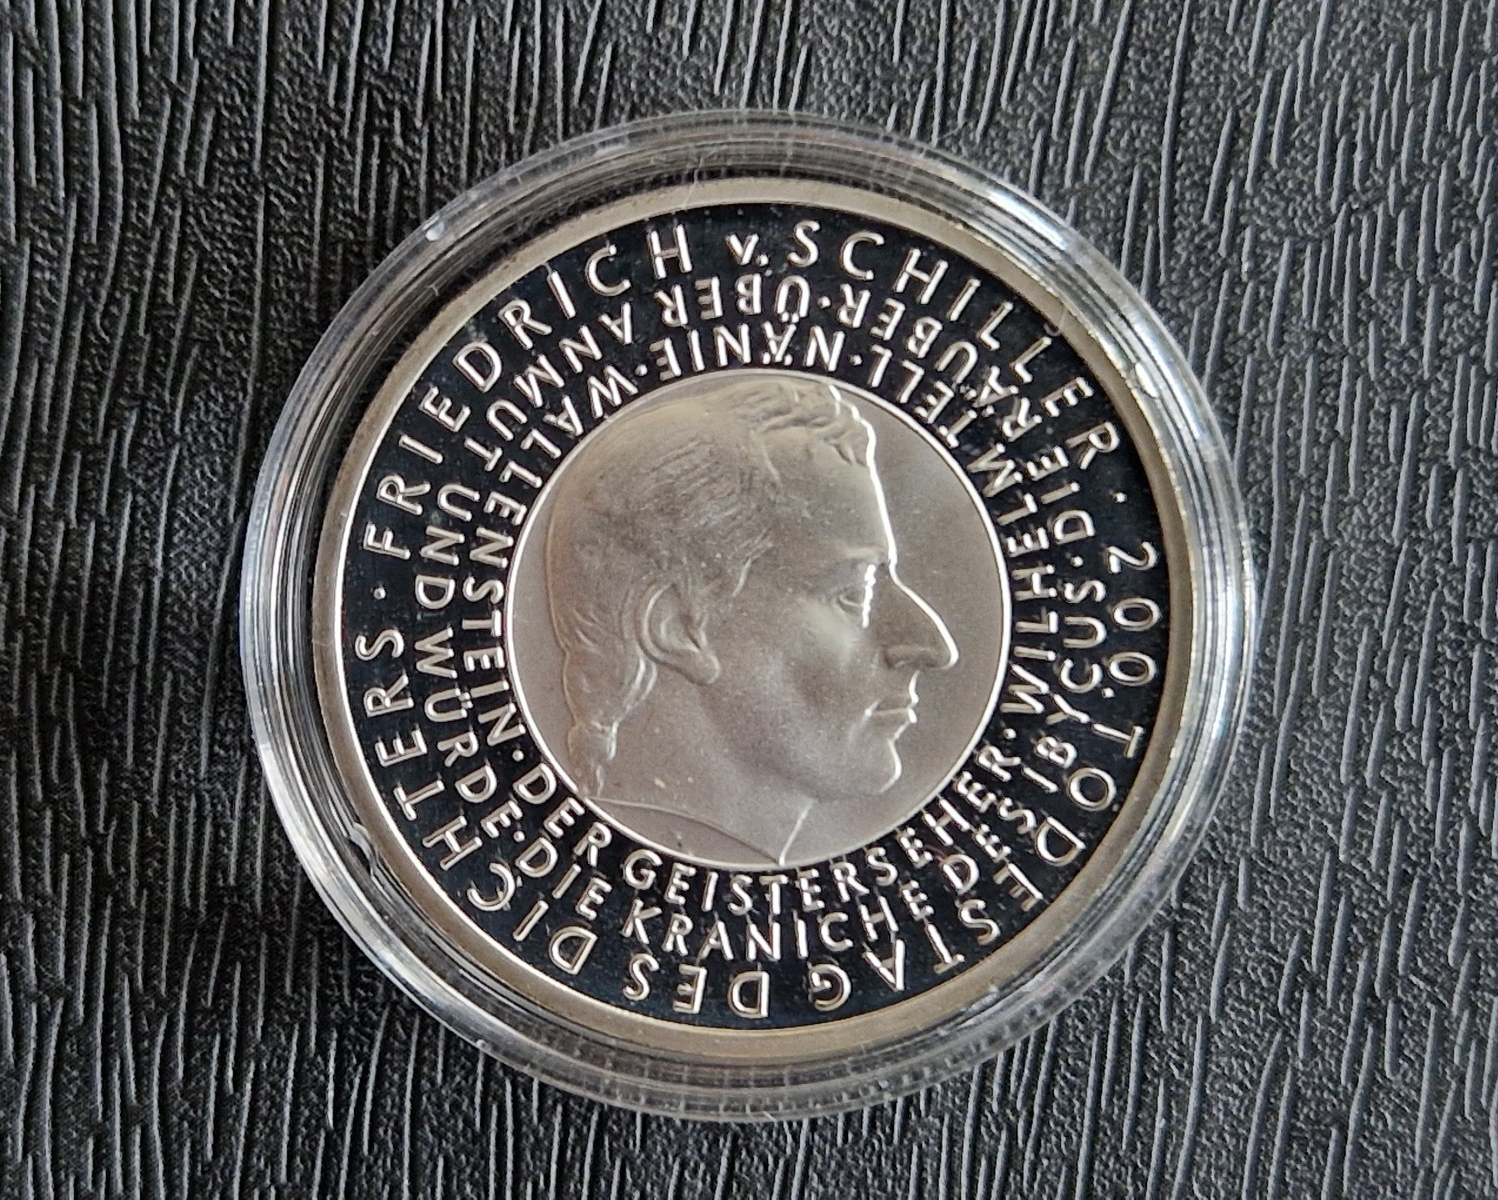 FRIEDRICH v. SCHILLER · 200. TODESTAG DES DICHTERS ·
ÜBER ANMUT UND WÜRDE · DIE KRANICHE DES IBYCUS · DIE RÄUBER ·
NÄNIE · WALLENSTEIN · DER GEISTERSEHER · WILHELM TELL ·